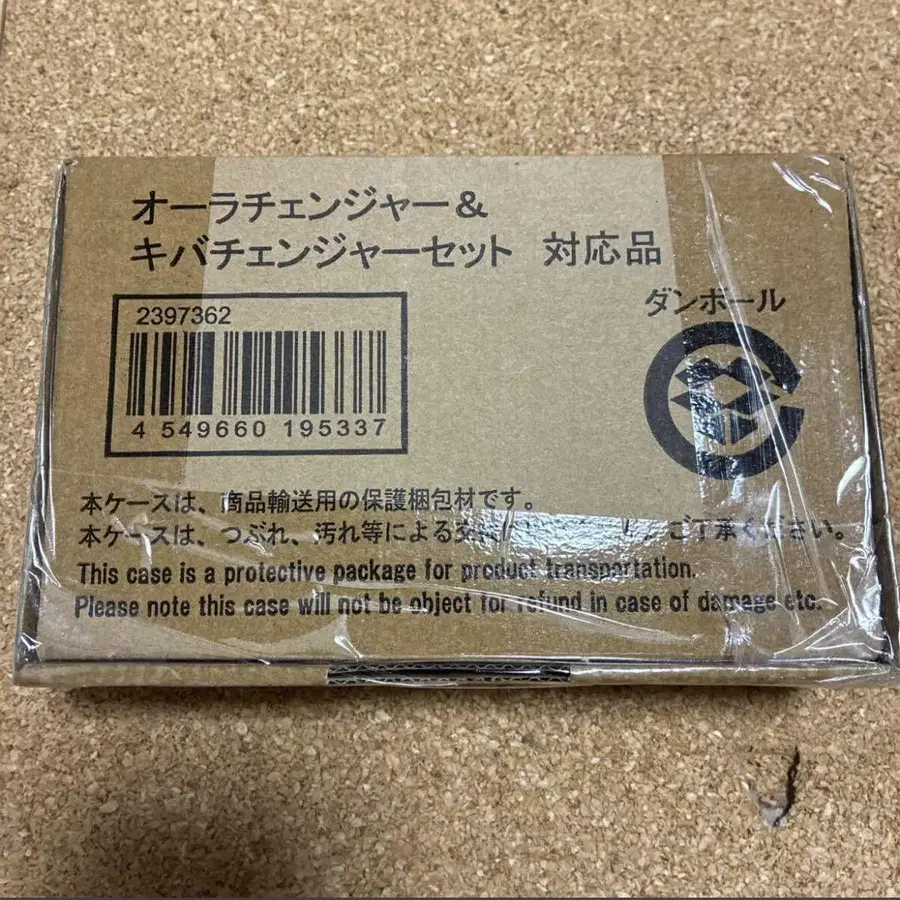 オーラチェンジャー＆
キバチェンジャーセット 対応品
2397362
4 549660 195337
ダンボール
本ケースは、商品輸送用の保護梱包材です。
本ケースは、つぶれ、汚れ等による交 ご了承ください。
This case is a protective package for product transportation.
Please note this case will not be object for refund in case of damage etc.